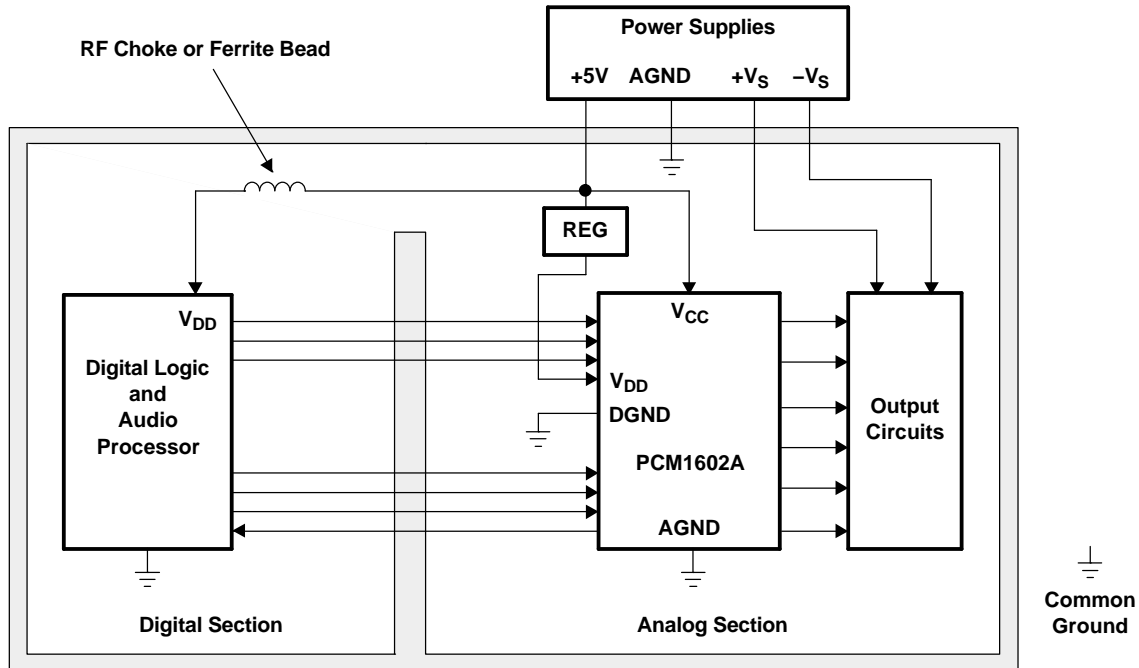 Power Supplies
+5V AGND +VS –VS
RF Choke or Ferrite Bead
REG
VDD
Digital Logic
and
Audio
Processor
VCC
VDD
DGND
PCM1602A
AGND
Output
Circuits
Digital Section
Analog Section
Common
Ground